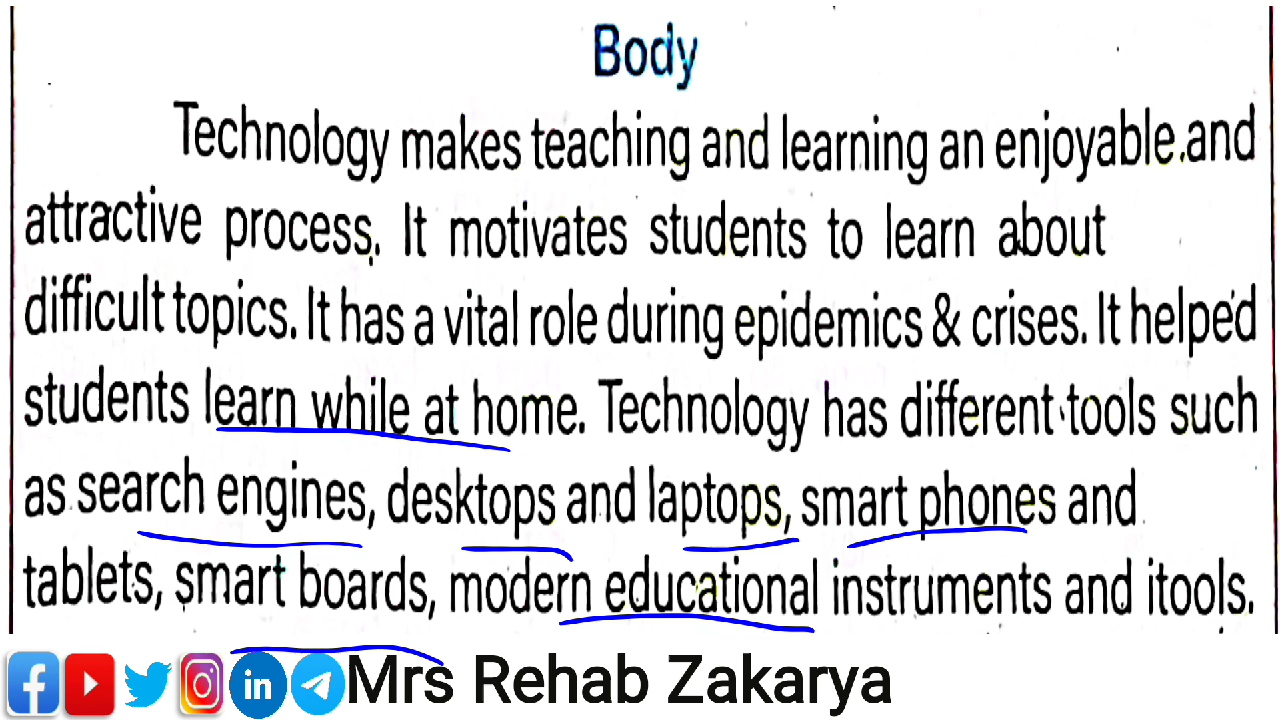 Body
Technology makes teaching and learning an enjoyable and
attractive process. It motivates students to learn about
difficult topics. It has a vital role during epidemics & crises. It helped
students learn while at home. Technology has different tools such
as search engines, desktops and laptops, smart phones and
tablets, smart boards, modern educational instruments and itools.
Mrs Rehab Zakarya